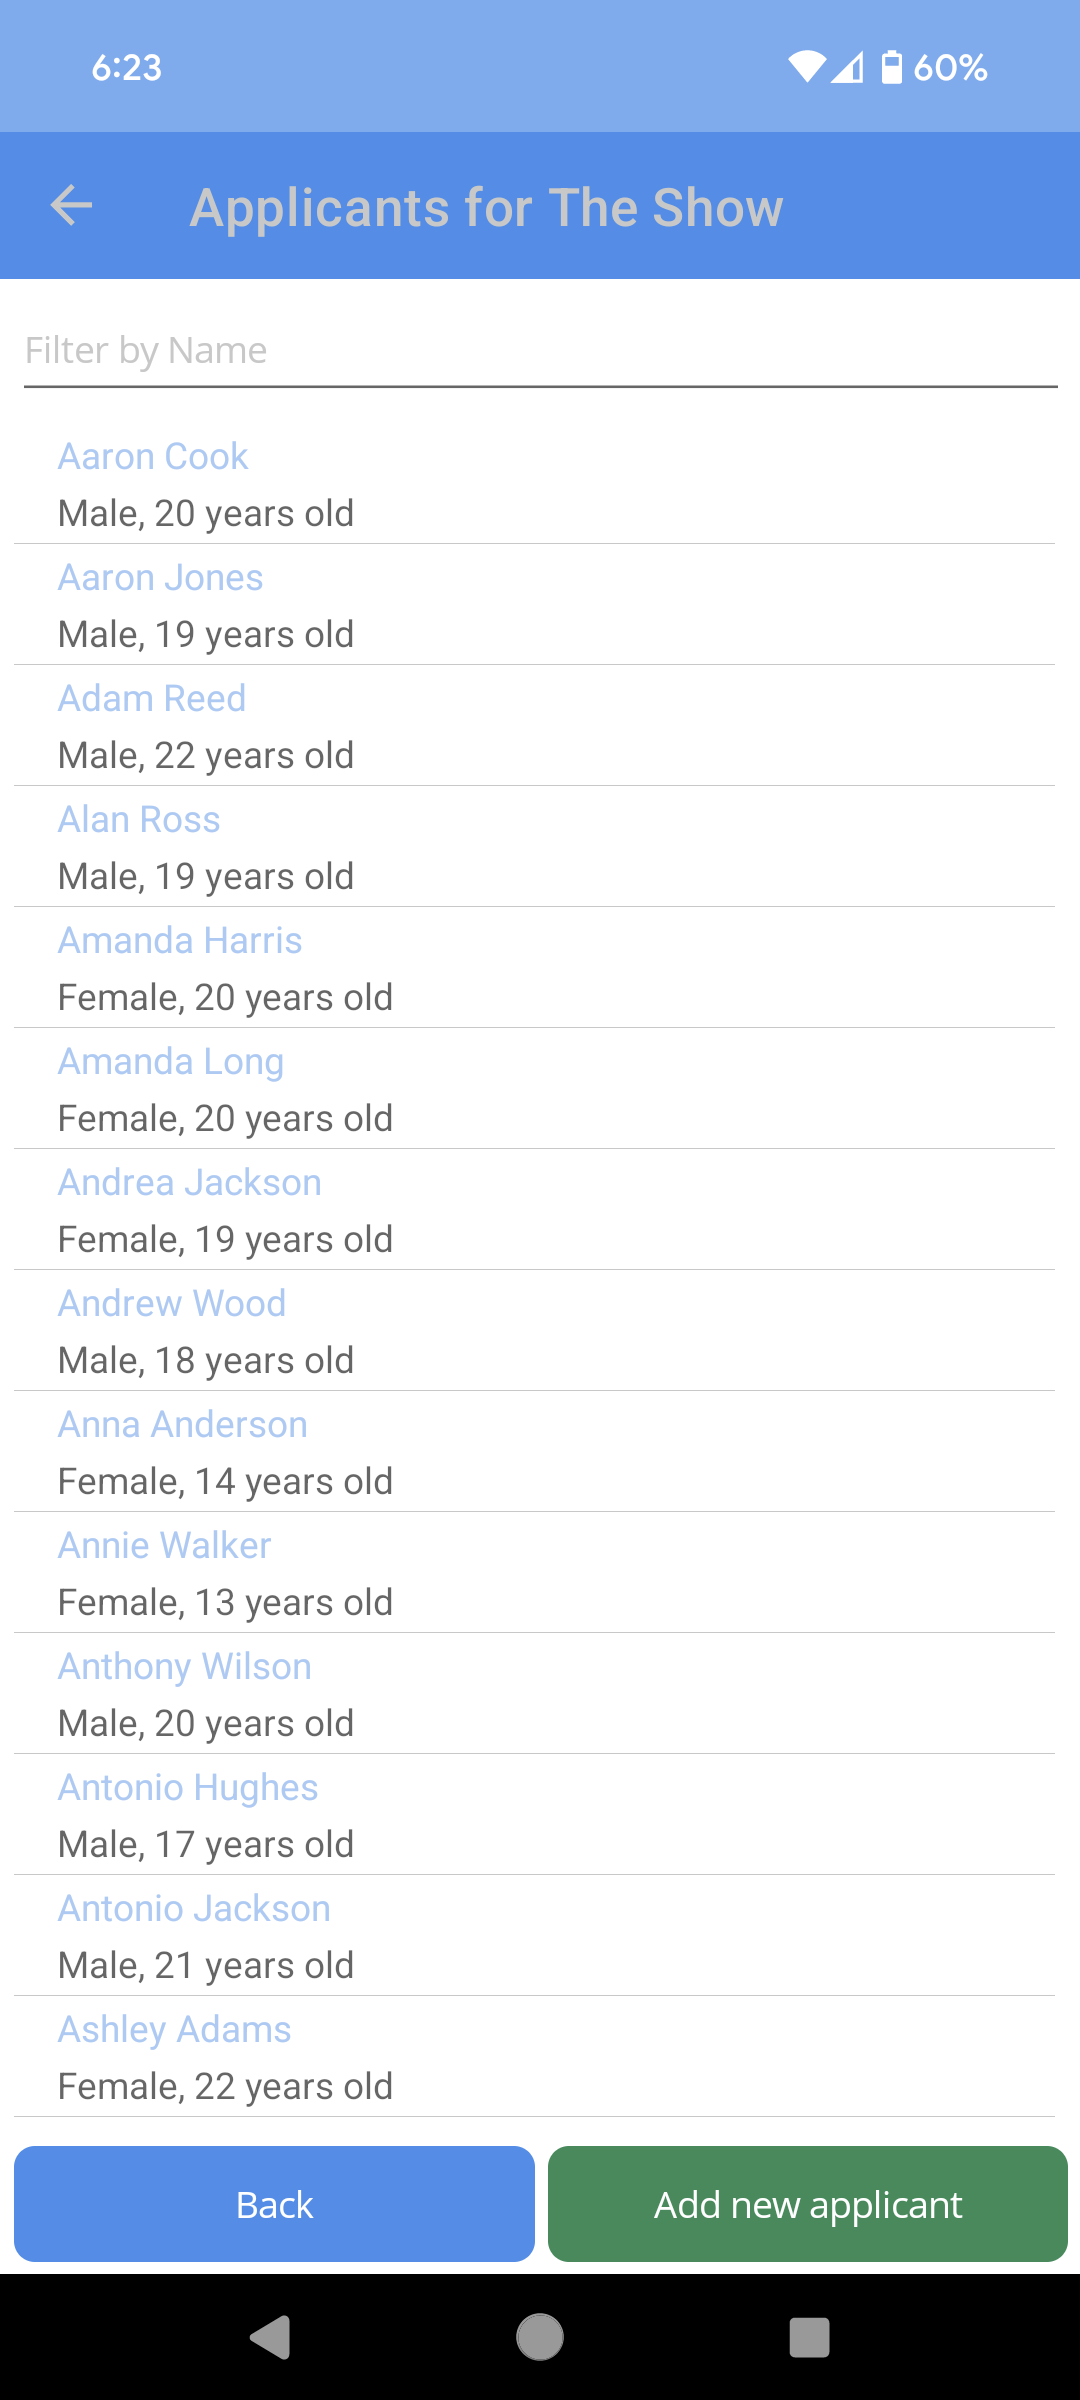 6:23 60%
Applicants for The Show
Filter by Name
Aaron Cook
Male, 20 years old
Aaron Jones
Male, 19 years old
Adam Reed
Male, 22 years old
Alan Ross
Male, 19 years old
Amanda Harris
Female, 20 years old
Amanda Long
Female, 20 years old
Andrea Jackson
Female, 19 years old
Andrew Wood
Male, 18 years old
Anna Anderson
Female, 14 years old
Annie Walker
Female, 13 years old
Anthony Wilson
Male, 20 years old
Antonio Hughes
Male, 17 years old
Antonio Jackson
Male, 21 years old
Ashley Adams
Female, 22 years old
Back Add new applicant